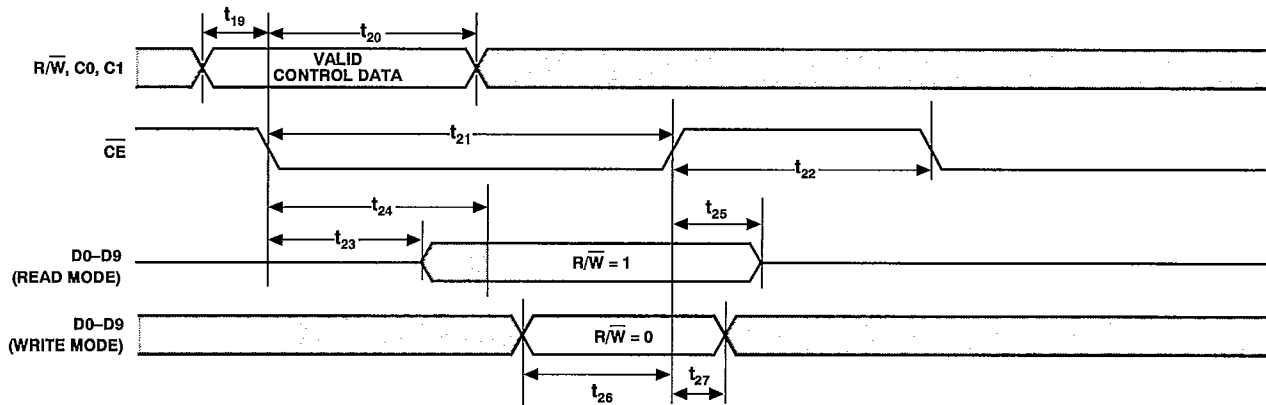 t19
t20
R/W̅, C0, C1
VALID
CONTROL DATA
t21
C̅E̅
t22
t24
t25
t23
D0–D9
(READ MODE)
R/W̅ = 1
D0–D9
(WRITE MODE)
R/W̅ = 0
t26
t27